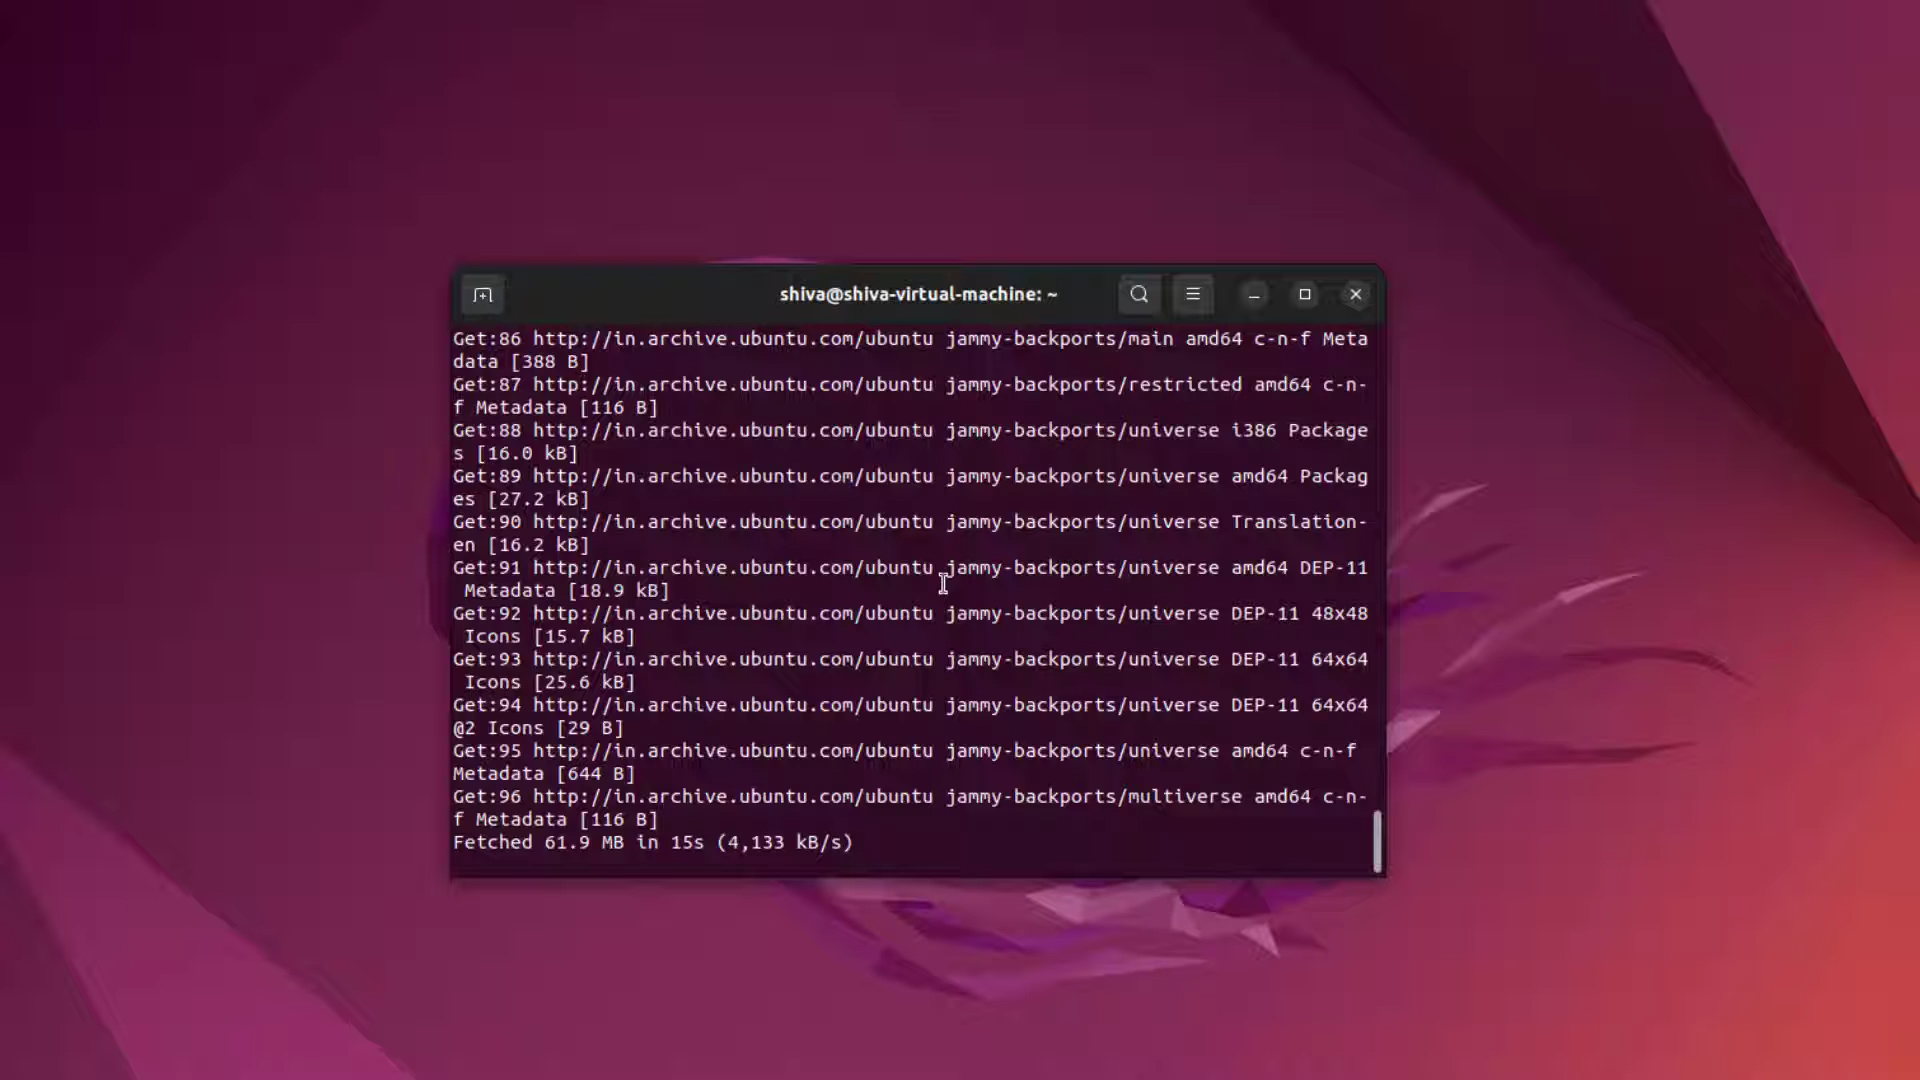 shiva@shiva-virtual-machine: ~
Get:86 http://in.archive.ubuntu.com/ubuntu jammy-backports/main amd64 c-n-f Meta
data [388 B]
Get:87 http://in.archive.ubuntu.com/ubuntu jammy-backports/restricted amd64 c-n-
f Metadata [116 B]
Get:88 http://in.archive.ubuntu.com/ubuntu jammy-backports/universe i386 Package
s [16.0 kB]
Get:89 http://in.archive.ubuntu.com/ubuntu jammy-backports/universe amd64 Packag
es [27.2 kB]
Get:90 http://in.archive.ubuntu.com/ubuntu jammy-backports/universe Translation-
en [16.2 kB]
Get:91 http://in.archive.ubuntu.com/ubuntu jammy-backports/universe amd64 DEP-11
 Metadata [18.9 kB]
Get:92 http://in.archive.ubuntu.com/ubuntu jammy-backports/universe DEP-11 48x48
 Icons [15.7 kB]
Get:93 http://in.archive.ubuntu.com/ubuntu jammy-backports/universe DEP-11 64x64
 Icons [25.6 kB]
Get:94 http://in.archive.ubuntu.com/ubuntu jammy-backports/universe DEP-11 64x64
@2 Icons [29 B]
Get:95 http://in.archive.ubuntu.com/ubuntu jammy-backports/universe amd64 c-n-f
Metadata [644 B]
Get:96 http://in.archive.ubuntu.com/ubuntu jammy-backports/multiverse amd64 c-n-
f Metadata [116 B]
Fetched 61.9 MB in 15s (4,133 kB/s)